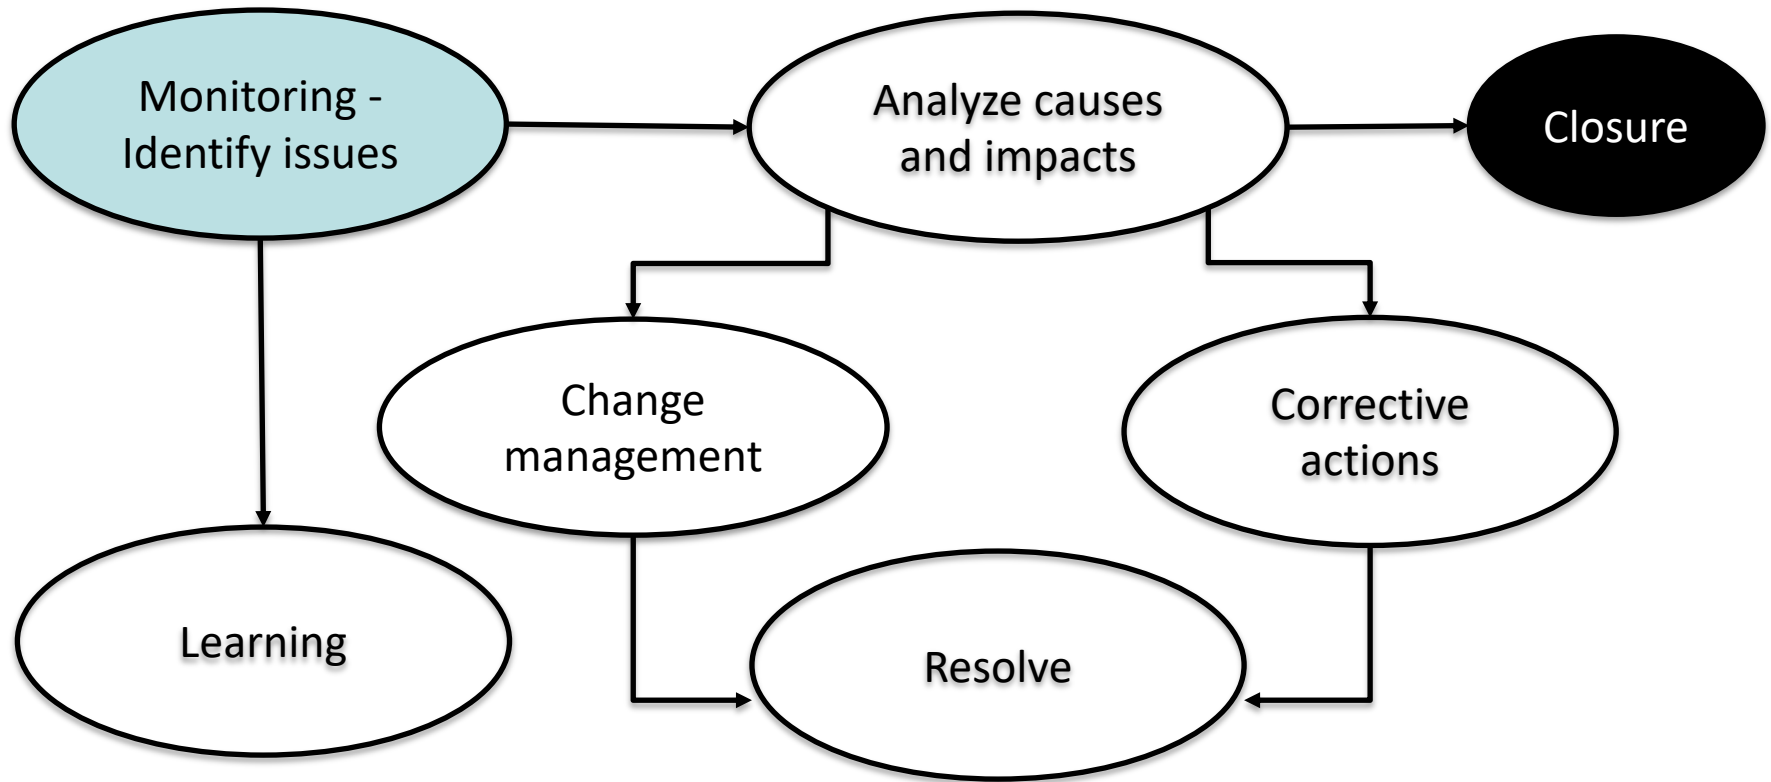 Monitoring -
Identify issues
Analyze causes
and impacts
Closure
Change
management
Corrective
actions
Learning
Resolve